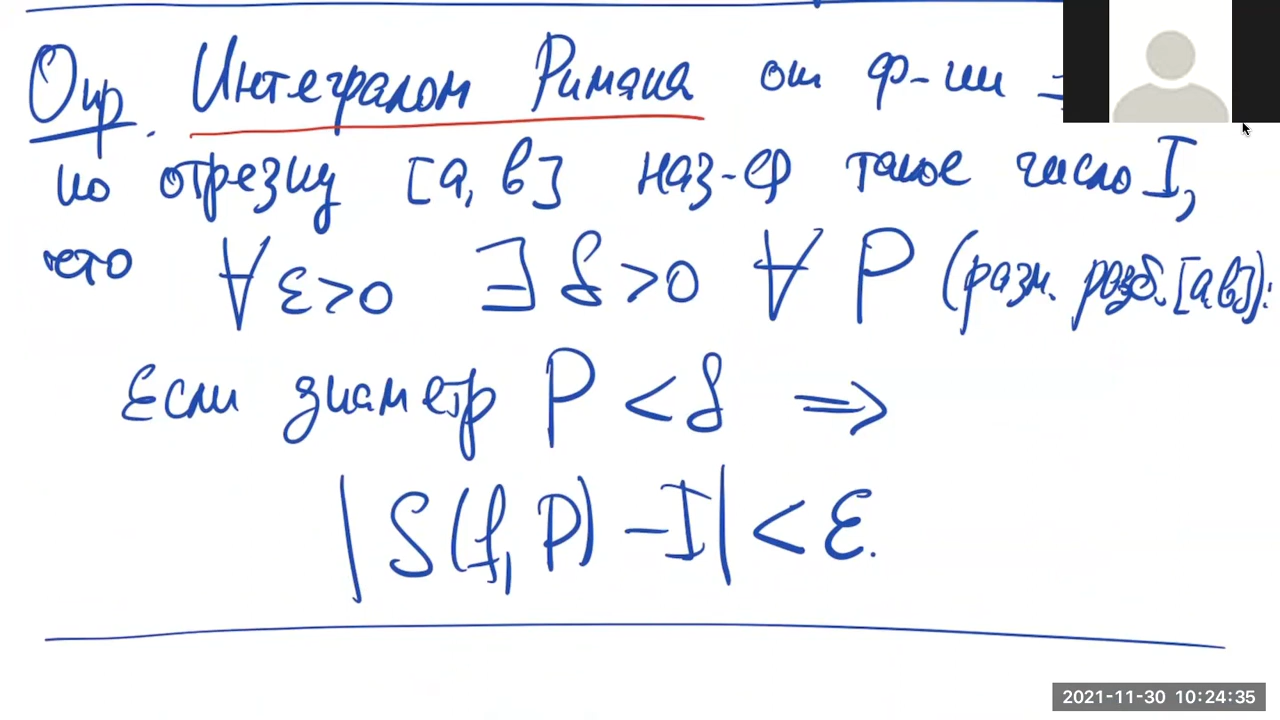 Опр. Интегралом Римана от ф-ии
по отрезку [a, b] наз-ся такое число I,
что ∀ ε>0 ∃ δ>0 ∀ P (разм. разб. [a,b]):
Если диаметр P < δ ⇒
| S(f, P) - I | < ε.
2021-11-30 10:24:35